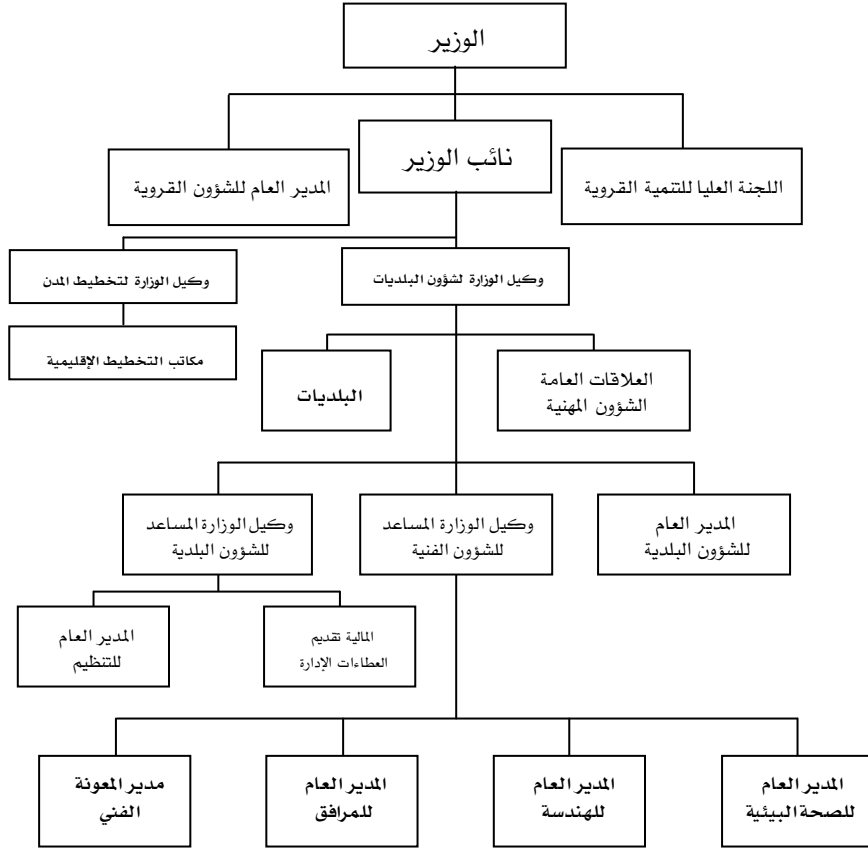 الوزير
اللجنة العليا للتنمية القروية
نائب الوزير
المدير العام للشؤون القروية
وكيل الوزارة لشؤون البلديات
وكيل الوزارة لتخطيط المدن
مكاتب التخطيط الإقليمية
العلاقات العامة
الشؤون المهنية
البلديات
المدير العام
للشؤون البلدية
وكيل الوزارة المساعد
للشؤون الفنية
وكيل الوزارة المساعد
للشؤون البلدية
المالية تقديم
العطاءات الإدارة
المدير العام
للتنظيم
المدير العام
للصحة البيئية
المدير العام
للهندسة
المدير العام
للمرافق
مدير المعونة
الفني